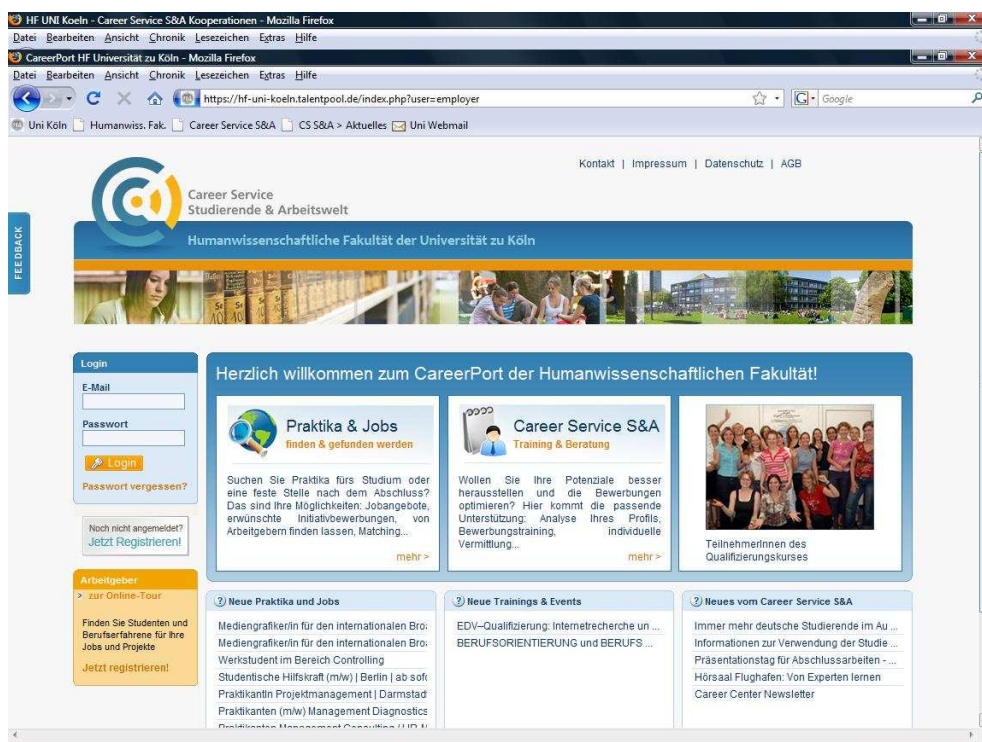 HF UNI Koeln - Career Service S&A Kooperationen - Mozilla Firefox
Datei Bearbeiten Ansicht Chronik Lesezeichen Extras Hilfe
CareerPort HF Universität zu Köln - Mozilla Firefox
Datei Bearbeiten Ansicht Chronik Lesezeichen Extras Hilfe
https://hf-uni-koeln.talentpool.de/index.php?user=employer
Google
Uni Köln Humanwiss. Fak. Career Service S&A CS S&A > Aktuelles Uni Webmail
Kontakt | Impressum | Datenschutz | AGB
Career Service
Studierende & Arbeitswelt
Humanwissenschaftliche Fakultät der Universität zu Köln
FEEDBACK
Login
E-Mail
Passwort
Login
Passwort vergessen?
Noch nicht angemeldet?
Jetzt Registrieren!
Arbeitgeber
> zur Online-Tour
Finden Sie Studenten und
Berufserfahrene für Ihre
Jobs und Projekte
Jetzt registrieren!
Herzlich willkommen zum CareerPort der Humanwissenschaftlichen Fakultät!
Praktika & Jobs
finden & gefunden werden
Suchen Sie Praktika fürs Studium oder
eine feste Stelle nach dem Abschluss?
Das sind Ihre Möglichkeiten: Jobangebote,
erwünschte Initiativbewerbungen, von
Arbeitgebern finden lassen, Matching...
mehr >
Career Service S&A
Training & Beratung
Wollen Sie Ihre Potenziale besser
herausstellen und die Bewerbungen
optimieren? Hier kommt die passende
Unterstützung: Analyse Ihres Profils,
Bewerbungstraining, individuelle
Vermittlung...
mehr >
TeilnehmerInnen des
Qualifizierungskurses
Neue Praktika und Jobs
Mediengrafiker/in für den internationalen Bro
Mediengrafiker/in für den internationalen Bro
Werkstudent im Bereich Controlling
Studentische Hilfskraft (m/w) | Berlin | ab sofo
PraktikantIn Projektmanagement | Darmstad
Praktikanten (m/w) Management Diagnostics
Praktikanten Management Consulting / HR M
Neue Trainings & Events
EDV–Qualifizierung: Internetrecherche un ...
BERUFSORIENTIERUNG und BERUFS ...
Neues vom Career Service S&A
Immer mehr deutsche Studierende im Au ...
Informationen zur Verwendung der Studie ...
Präsentationstag für Abschlussarbeiten - ...
Hörsaal Flughafen: Von Experten lernen
Career Center Newsletter